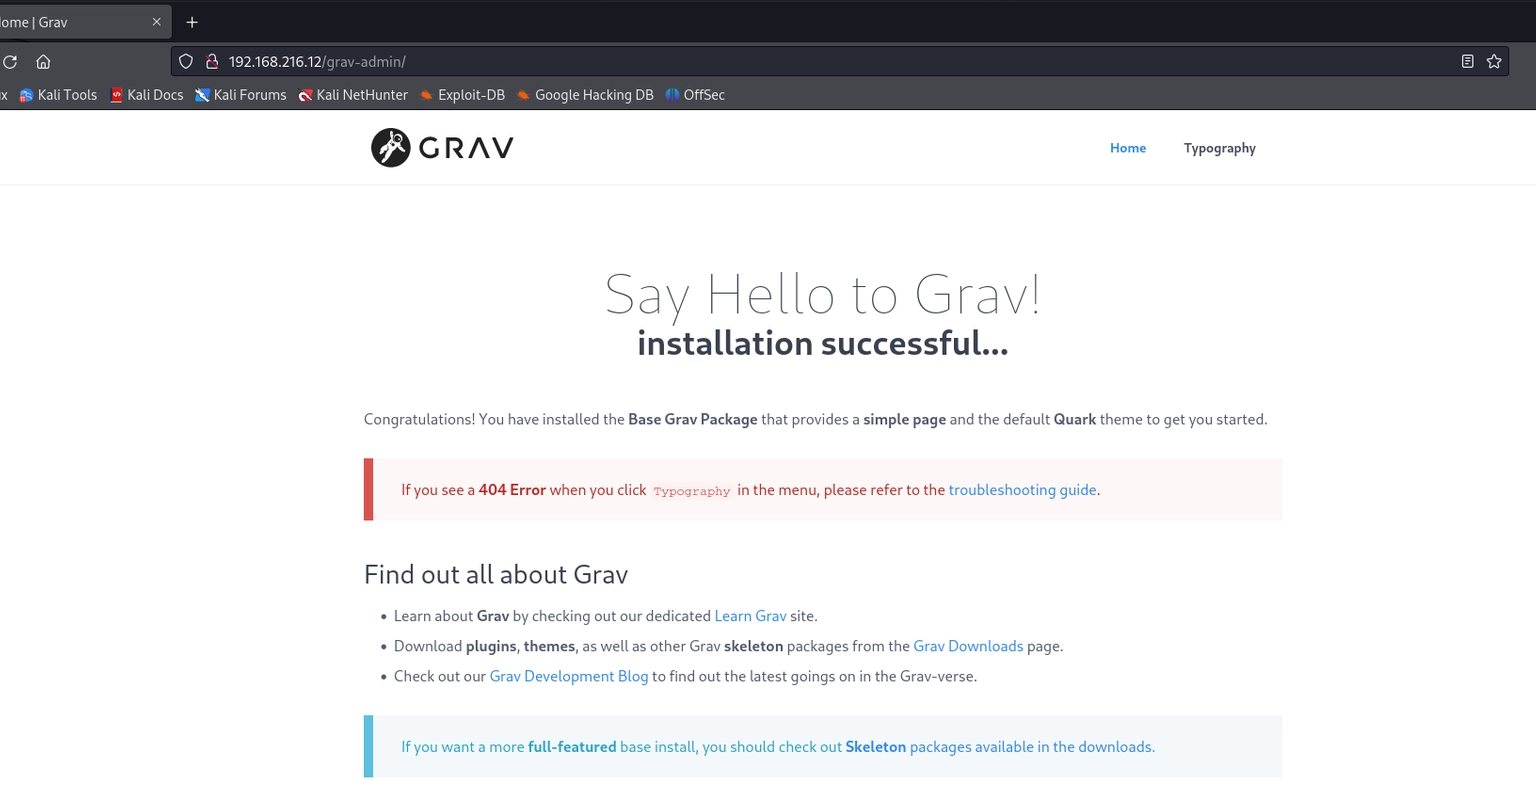 ome | Grav
192.168.216.12/grav-admin/
x Kali Tools Kali Docs Kali Forums Kali NetHunter Exploit-DB Google Hacking DB OffSec
GRAV Home Typography
Say Hello to Grav!
installation successful...
Congratulations! You have installed the Base Grav Package that provides a simple page and the default Quark theme to get you started.
If you see a 404 Error when you click Typography in the menu, please refer to the troubleshooting guide.
Find out all about Grav
• Learn about Grav by checking out our dedicated Learn Grav site.
• Download plugins, themes, as well as other Grav skeleton packages from the Grav Downloads page.
• Check out our Grav Development Blog to find out the latest goings on in the Grav-verse.
If you want a more full-featured base install, you should check out Skeleton packages available in the downloads.